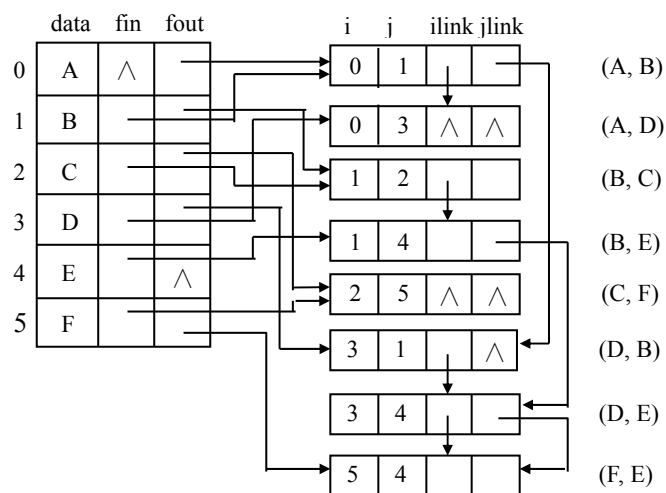 data fin fout
i j ilink jlink
0 A ∧
1 B
2 C
3 D
4 E ∧
5 F
0 1 (A, B)
0 3 ∧ ∧ (A, D)
1 2 (B, C)
1 4 (B, E)
2 5 ∧ ∧ (C, F)
3 1 ∧ (D, B)
3 4 (D, E)
5 4 (F, E)